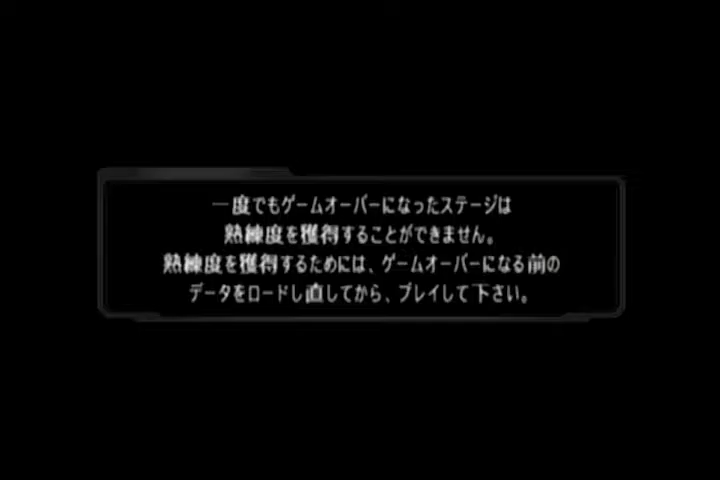 一度でもゲームオーバーになったステージは
熟練度を獲得することができません。
熟練度を獲得するためには、ゲームオーバーになる前の
データをロードし直してから、プレイして下さい。